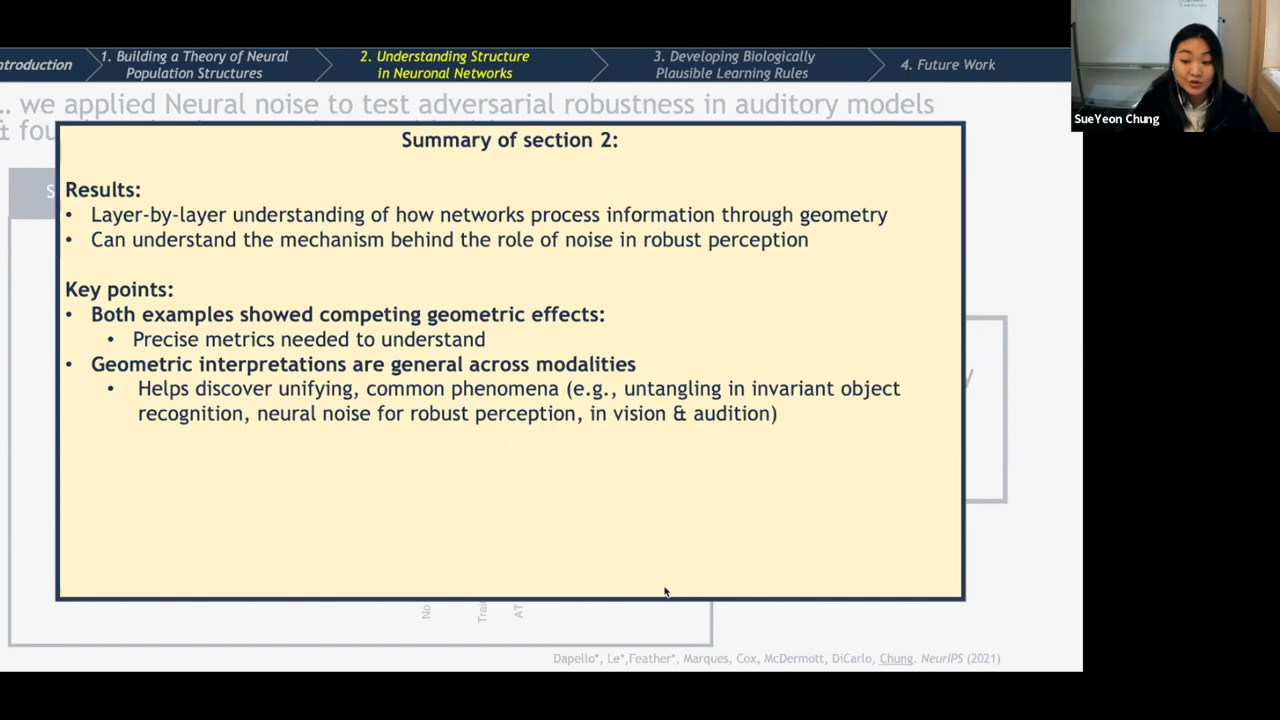 ntroduction
1. Building a Theory of Neural
Population Structures
2. Understanding Structure
in Neuronal Networks
3. Developing Biologically
Plausible Learning Rules
4. Future Work
SueYeon Chung
.. we applied Neural noise to test adversarial robustness in auditory models
& fou
Summary of section 2:
Results:
• Layer-by-layer understanding of how networks process information through geometry
• Can understand the mechanism behind the role of noise in robust perception
Key points:
• Both examples showed competing geometric effects:
• Precise metrics needed to understand
• Geometric interpretations are general across modalities
• Helps discover unifying, common phenomena (e.g., untangling in invariant object
recognition, neural noise for robust perception, in vision & audition)
S
y
No
Trai
AT
Dapello*, Le*,Feather*, Marques, Cox, McDermott, DiCarlo, Chung. NeurIPS (2021)